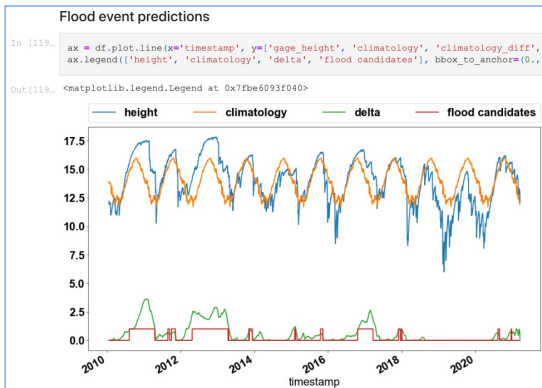 Flood event predictions
In [119…
ax = df.plot.line(x='timestamp', y=['gage_height', 'climatology', 'climatology_diff',
ax.legend(['height', 'climatology', 'delta', 'flood candidates'], bbox_to_anchor=(0.,
Out[119… <matplotlib.legend.Legend at 0x7fbe6093f040>
height climatology delta flood candidates
17.5
15.0
12.5
10.0
7.5
5.0
2.5
0.0
2010 2012 2014 2016 2018 2020
timestamp